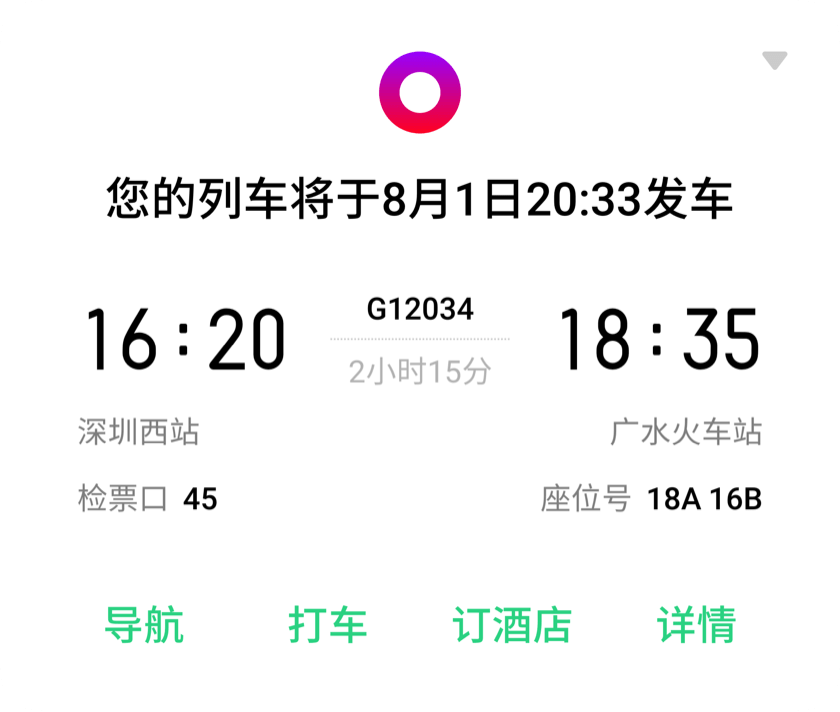 您的列车将于8月1日20:33发车
G12034
16:20 18:35
2小时15分
深圳西站 广水火车站
检票口 45 座位号 18A 16B
导航 打车 订酒店 详情